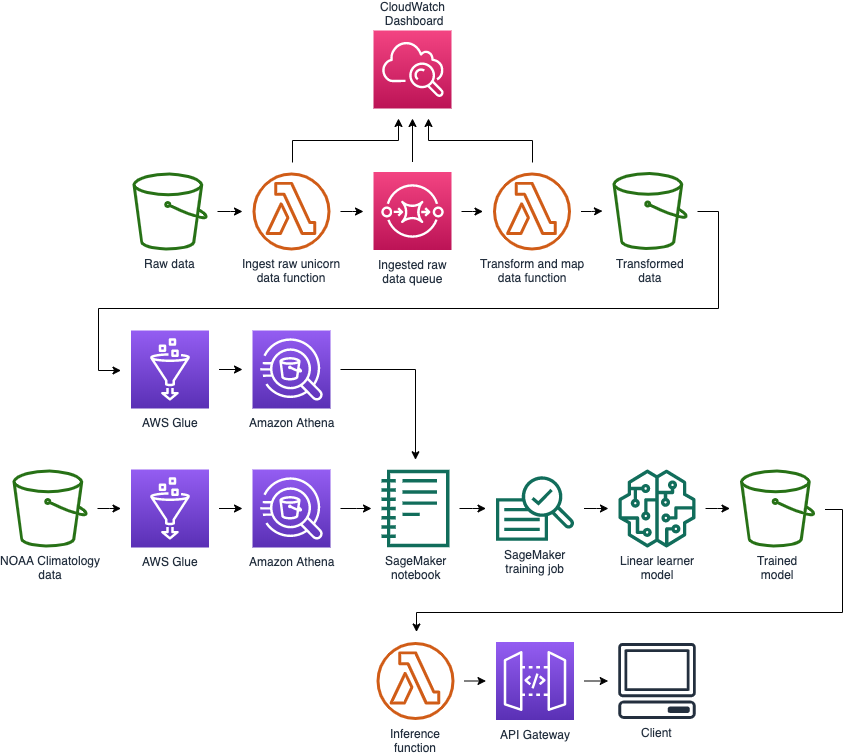 CloudWatch
Dashboard
Raw data
Ingest raw unicorn
data function
Ingested raw
data queue
Transform and map
data function
Transformed
data
AWS Glue
Amazon Athena
NOAA Climatology
data
AWS Glue
Amazon Athena
SageMaker
notebook
SageMaker
training job
Linear learner
model
Trained
model
Inference
function
API Gateway
Client